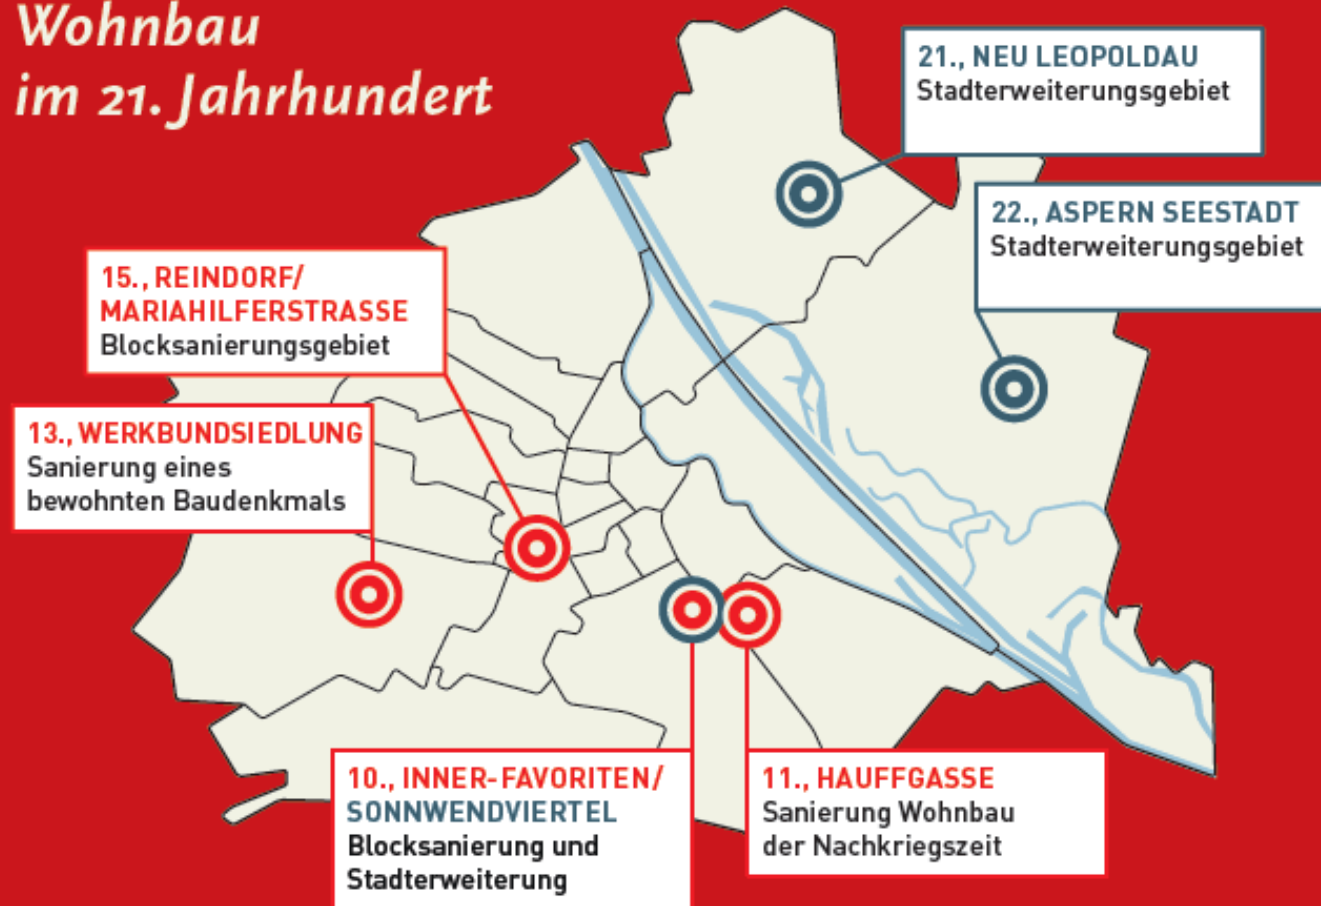 Wohnbau
im 21. Jahrhundert
21., NEU LEOPOLDAU
Stadterweiterungsgebiet
22., ASPERN SEESTADT
Stadterweiterungsgebiet
15., REINDORF/
MARIAHILFERSTRASSE
Blocksanierungsgebiet
13., WERKBUNDSIEDLUNG
Sanierung eines
bewohnten Baudenkmals
10., INNER-FAVORITEN/
SONNWENDVIERTEL
Blocksanierung und
Stadterweiterung
11., HAUFFGASSE
Sanierung Wohnbau
der Nachkriegszeit